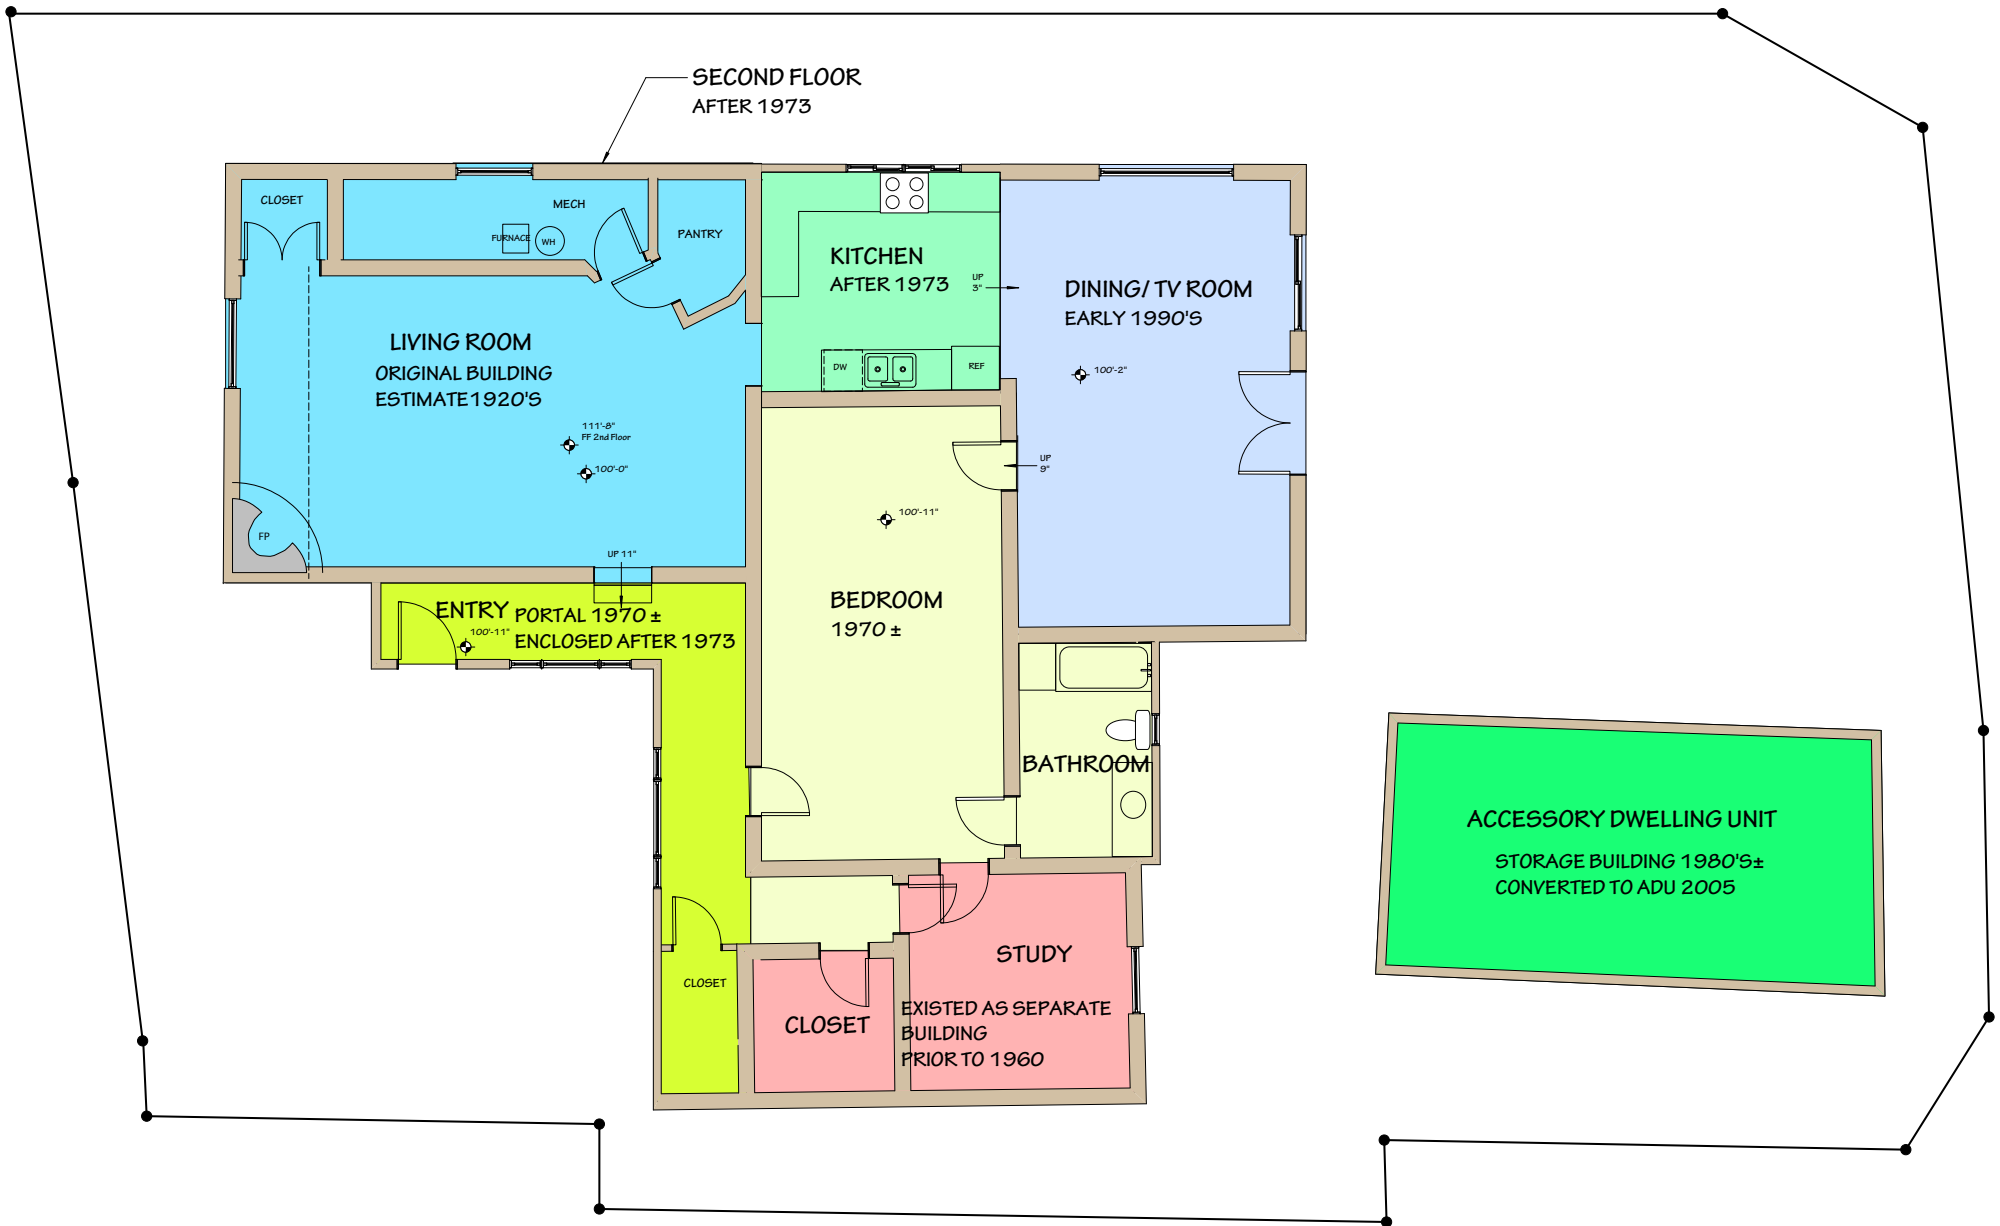 SECOND FLOOR
AFTER 1973
CLOSET
MECH
FURNACE
WH
PANTRY
KITCHEN
AFTER 1973
UP
3"
DINING/ TV ROOM
EARLY 1990'S
LIVING ROOM
ORIGINAL BUILDING
ESTIMATE1920'S
DW
REF
100'-2"
111'-8"
FF 2nd Floor
100'-0"
UP
9"
100'-11"
FP
UP 11"
ENTRY
PORTAL 1970 ±
100'-11"
ENCLOSED AFTER 1973
BEDROOM
1970 ±
BATHROOM
ACCESSORY DWELLING UNIT
STORAGE BUILDING 1980'S±
CONVERTED TO ADU 2005
STUDY
CLOSET
CLOSET
EXISTED AS SEPARATE
BUILDING
PRIOR TO 1960